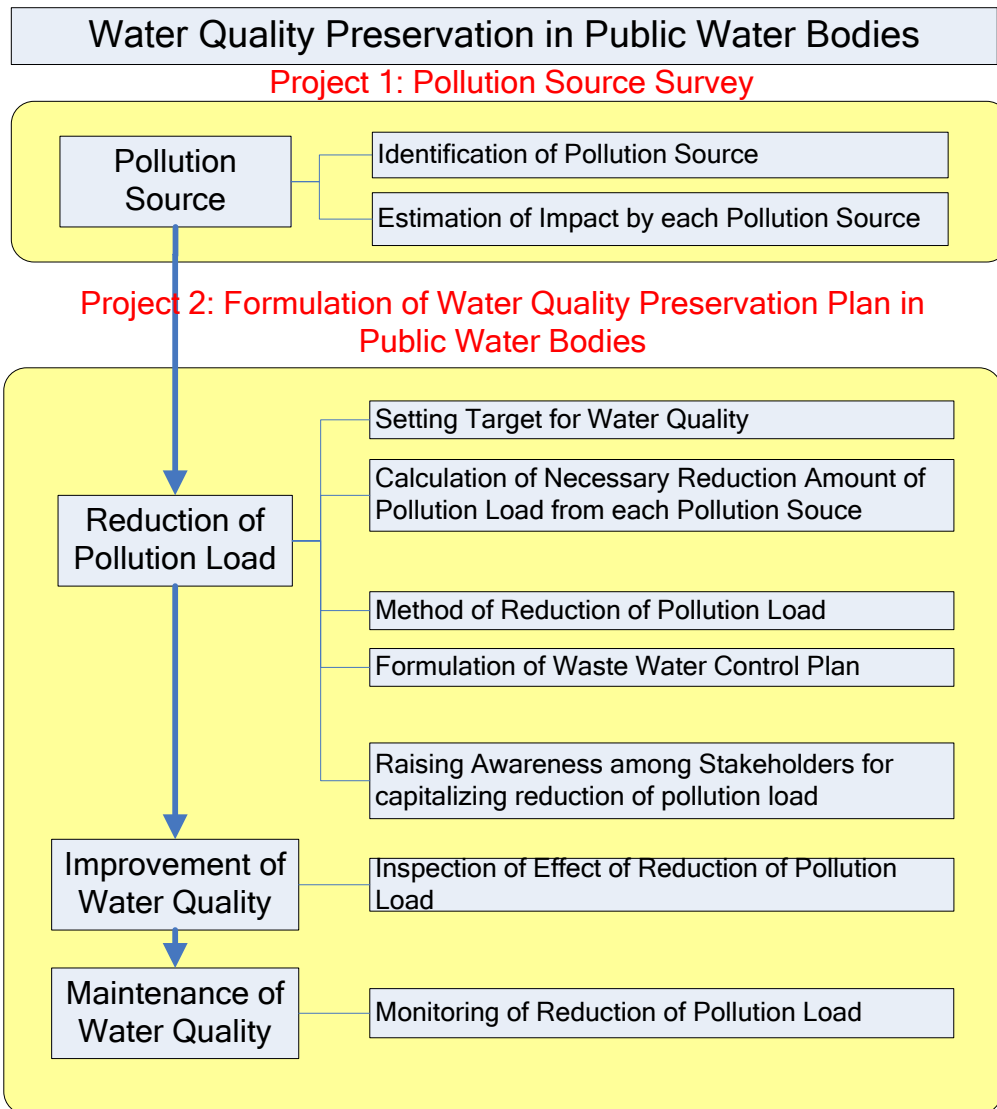 Water Quality Preservation in Public Water Bodies
Project 1: Pollution Source Survey
Pollution
Source
Identification of Pollution Source
Estimation of Impact by each Pollution Source
Project 2: Formulation of Water Quality Preservation Plan in
Public Water Bodies
Reduction of
Pollution Load
Setting Target for Water Quality
Calculation of Necessary Reduction Amount of
Pollution Load from each Pollution Souce
Method of Reduction of Pollution Load
Formulation of Waste Water Control Plan
Raising Awareness among Stakeholders for
capitalizing reduction of pollution load
Improvement of
Water Quality
Inspection of Effect of Reduction of Pollution
Load
Maintenance of
Water Quality
Monitoring of Reduction of Pollution Load